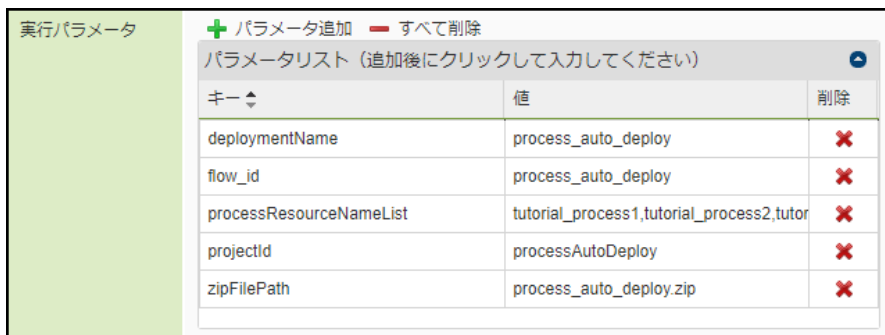 実行パラメータ
パラメータ追加 すべて削除
パラメータリスト（追加後にクリックして入力してください）
キー 値 削除
deploymentName process_auto_deploy
flow_id process_auto_deploy
processResourceNameList tutorial_process1,tutorial_process2,tutor
projectId processAutoDeploy
zipFilePath process_auto_deploy.zip